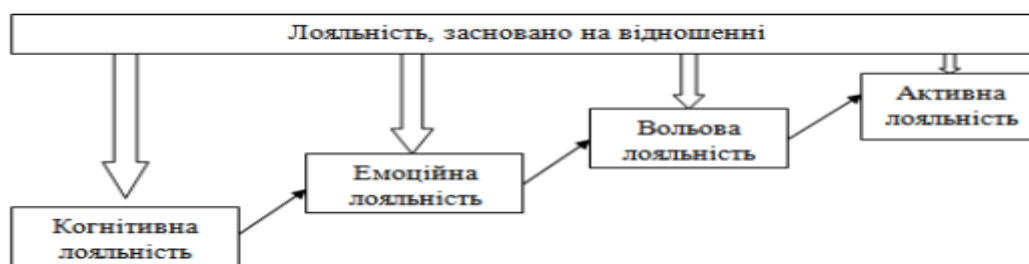 Лояльність, засновано на відношенні
Активна
лояльність
Вольова
лояльність
Емоційна
лояльність
Когнітивна
лояльність